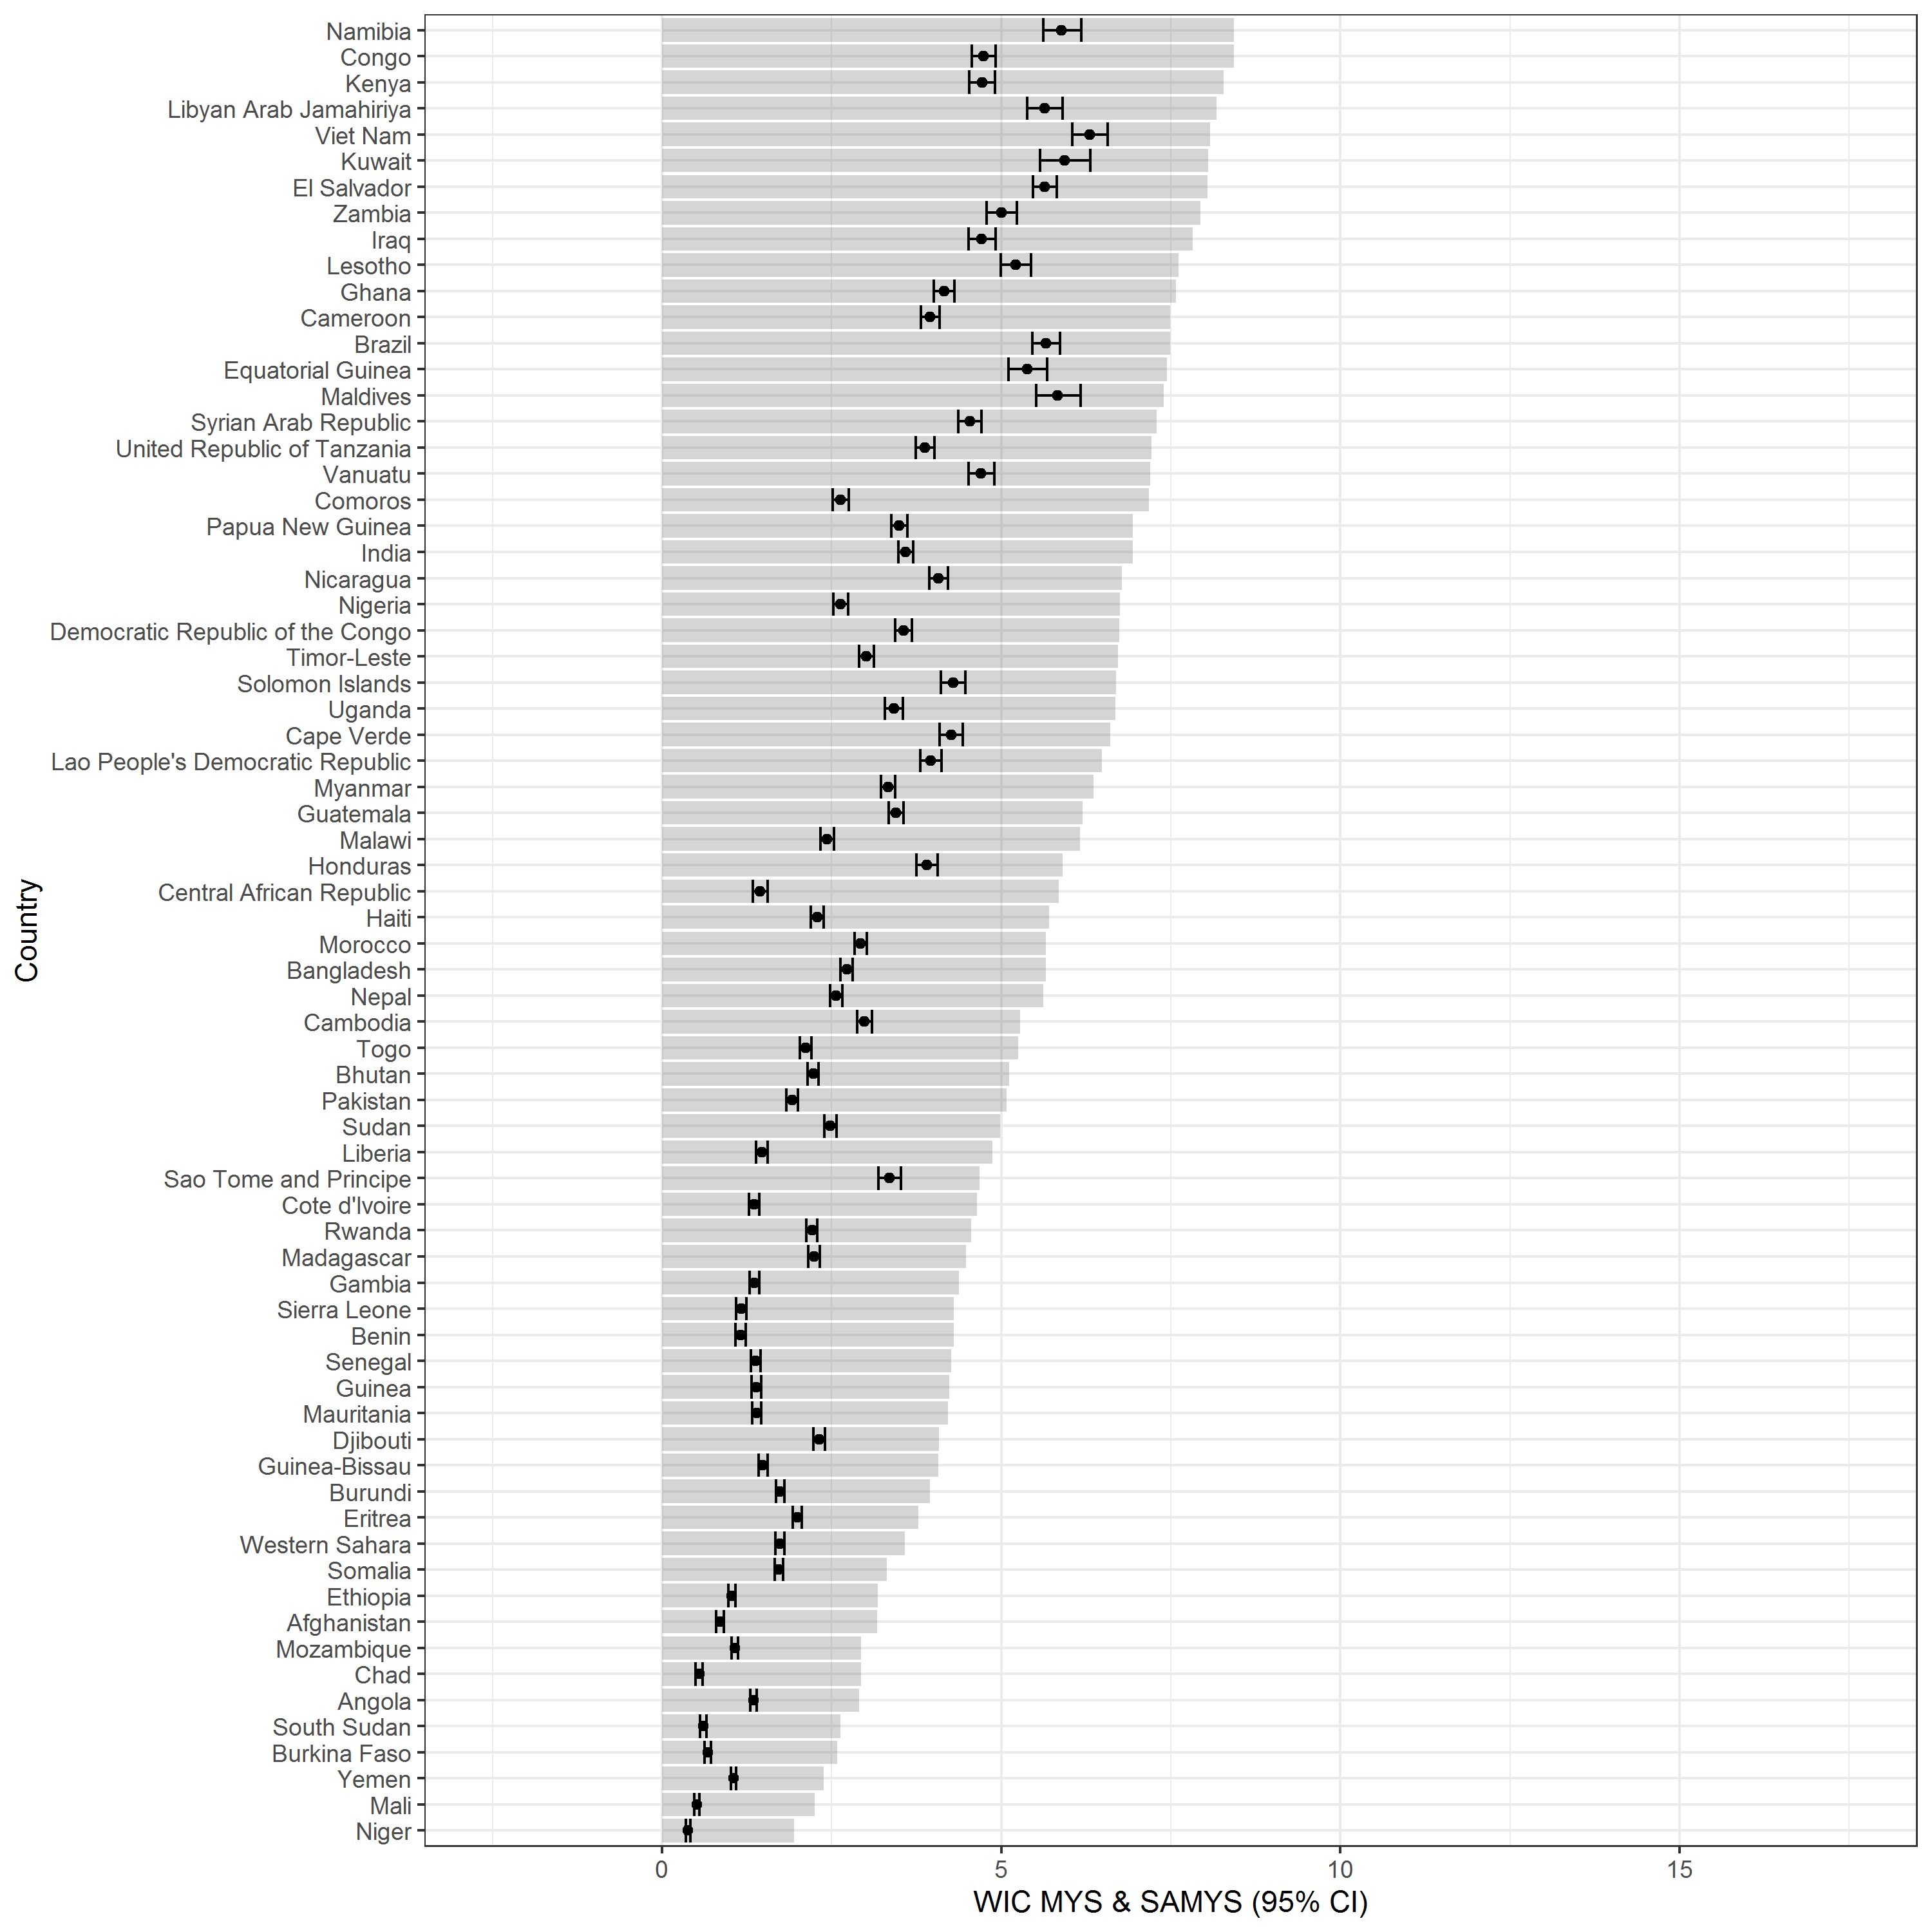 Namibia
Congo
Kenya
Libyan Arab Jamahiriya
Viet Nam
Kuwait
El Salvador
Zambia
Iraq
Lesotho
Ghana
Cameroon
Brazil
Equatorial Guinea
Maldives
Syrian Arab Republic
United Republic of Tanzania
Vanuatu
Comoros
Papua New Guinea
India
Nicaragua
Nigeria
Democratic Republic of the Congo
Timor-Leste
Solomon Islands
Uganda
Cape Verde
Lao People's Democratic Republic
Myanmar
Guatemala
Malawi
Honduras
Central African Republic
Haiti
Morocco
Bangladesh
Nepal
Cambodia
Togo
Bhutan
Pakistan
Sudan
Liberia
Sao Tome and Principe
Cote d'Ivoire
Rwanda
Madagascar
Gambia
Sierra Leone
Benin
Senegal
Guinea
Mauritania
Djibouti
Guinea-Bissau
Burundi
Eritrea
Western Sahara
Somalia
Ethiopia
Afghanistan
Mozambique
Chad
Angola
South Sudan
Burkina Faso
Yemen
Mali
Niger
Country
0 5 10 15
WIC MYS & SAMYS (95% CI)